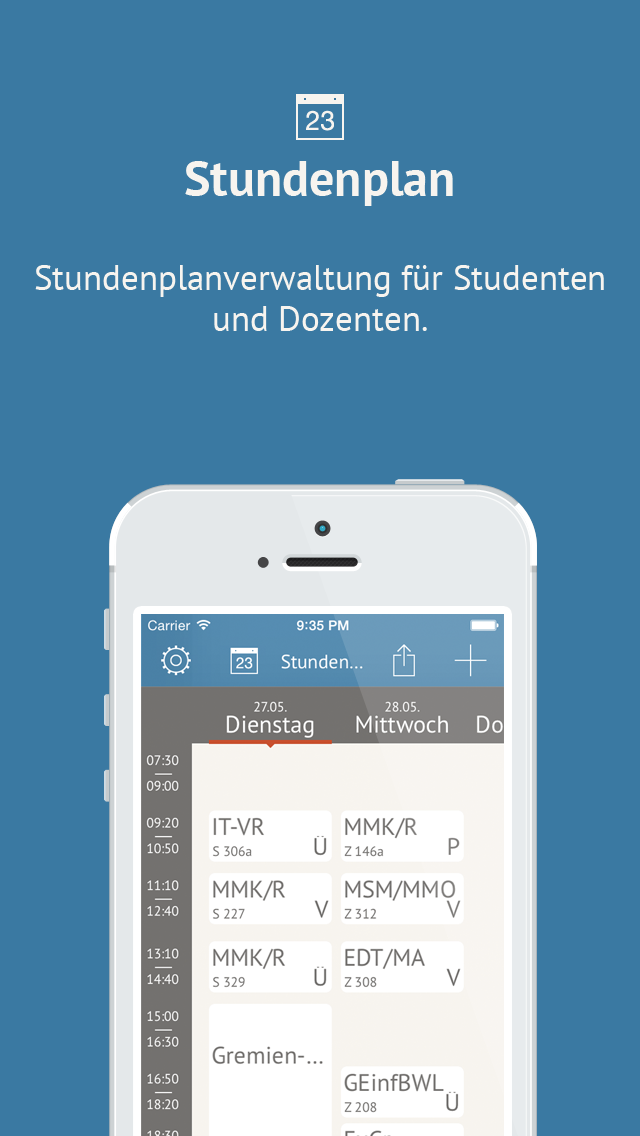 23
Stundenplan
Stundenplanverwaltung für Studenten
und Dozenten.
Carrier 9:35 PM
23 Stunden...
27.05. 28.05.
Dienstag Mittwoch Do
07:30
09:00
09:20
10:50
IT-VR
S 306a Ü
MMK/R
Z 146a P
11:10
12:40
MMK/R
S 227 V
MSM/MMO
Z 312 V
13:10
14:40
MMK/R
S 329 Ü
EDT/MA
Z 308 V
15:00
16:30
Gremien-...
16:50
18:20
GEinfBWL
Z 208 Ü
18:30